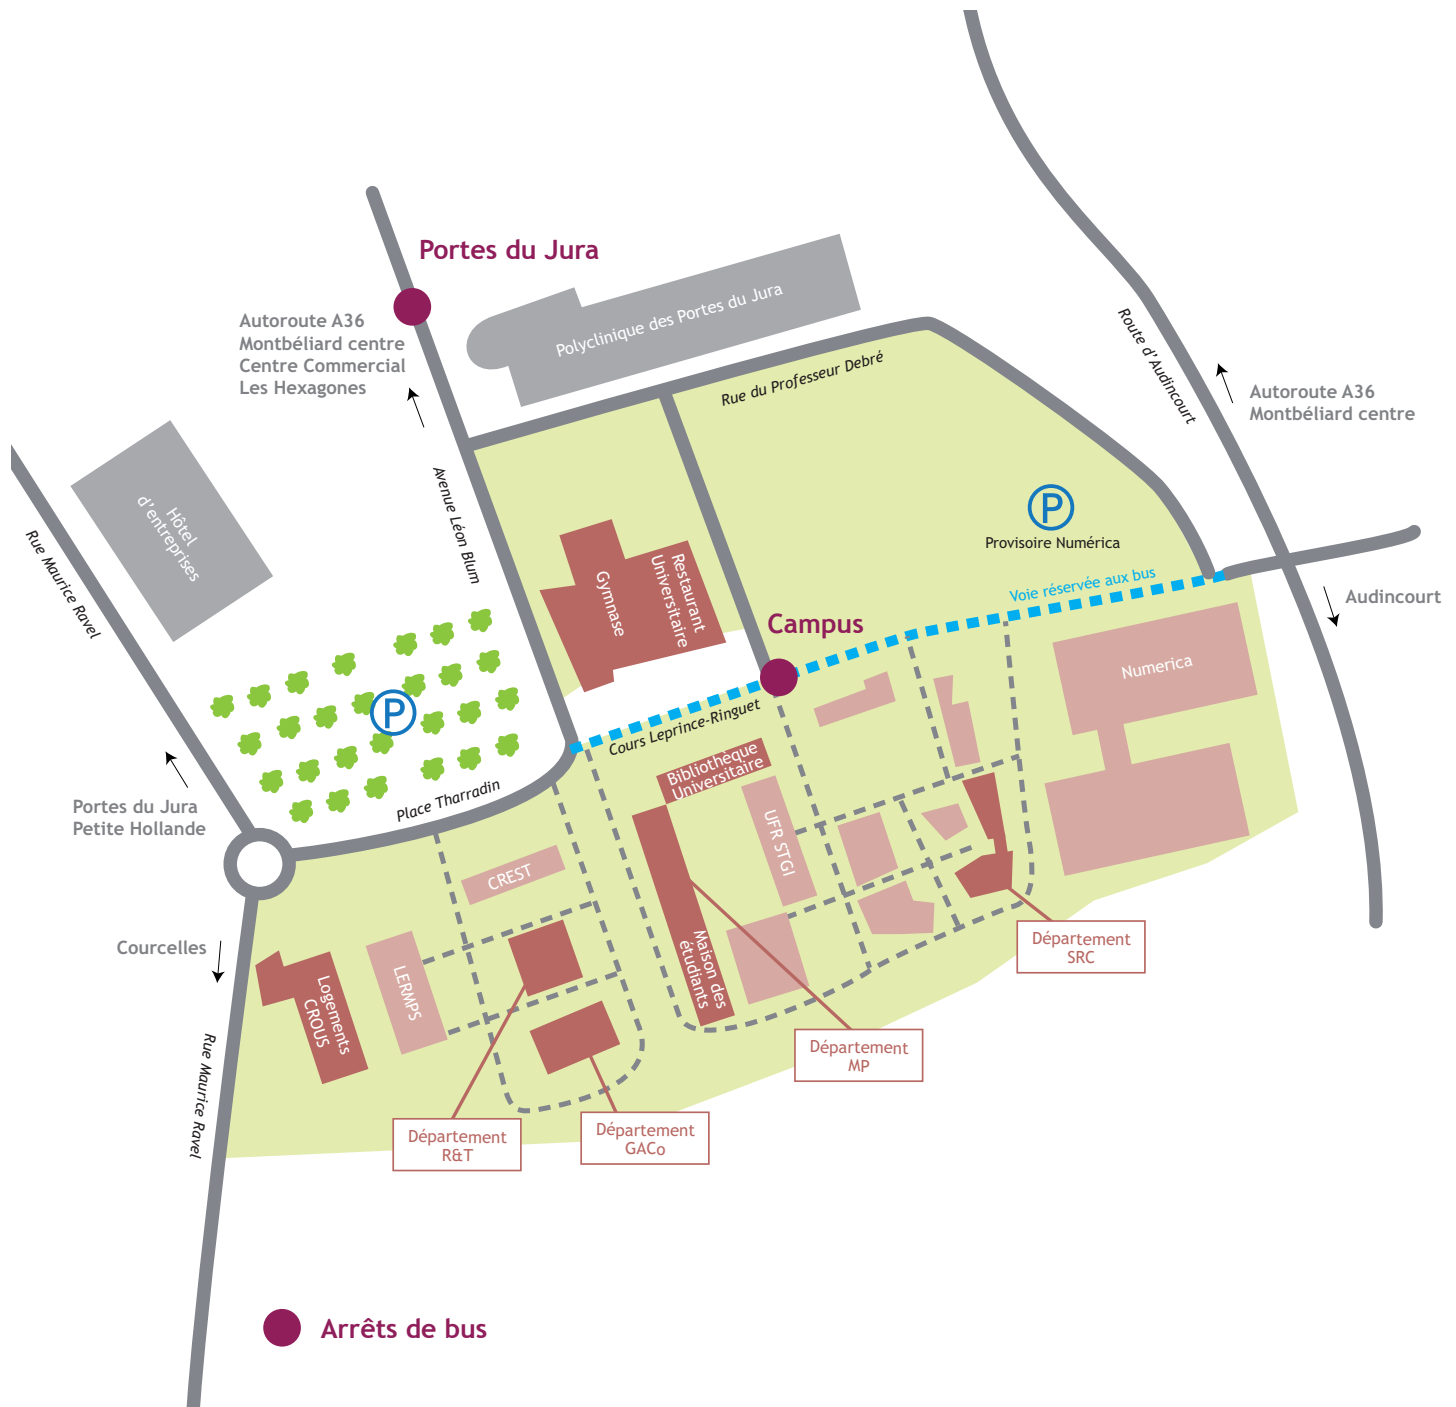 Portes du Jura
Autoroute A36
Montbéliard centre
Centre Commercial
Les Hexagones
Polyclinique des Portes du Jura
Rue du Professeur Debré
Route d'Audincourt
Autoroute A36
Montbéliard centre
Hôtel
d'entreprises
Avenue Léon Blum
Rue Maurice Ravel
P
Provisoire Numérica
Voie réservée aux bus
Audincourt
Gymnase
Restaurant
Universitaire
Campus
Numerica
P
Cours Leprince-Ringuet
Bibliothèque
Universitaire
Portes du Jura
Petite Hollande
Place Tharradin
UFR STGI
CREST
Courcelles
Département
SRC
Logements
CROUS
LERMPS
Maison des
étudiants
Rue Maurice Ravel
Département
MP
Département
R&T
Département
GACo
Arrêts de bus